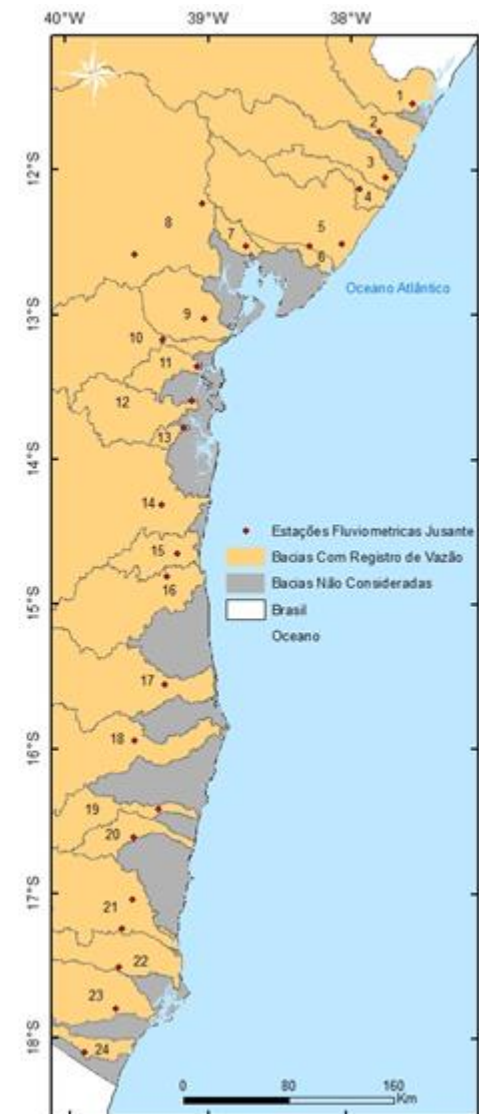 40°W 39°W 38°W
1
2
3
12°S
4
8
5
7
6
Oceano Atlântico
13°S
9
10
11
12
13
14°S
14
Estações Fluviometricas Jusante
15
Bacias Com Registro de Vazão
16
Bacias Não Consideradas
15°S
Brasil
Oceano
17
18
16°S
19
20
17°S
21
22
23
18°S
24
0 80 160
Km